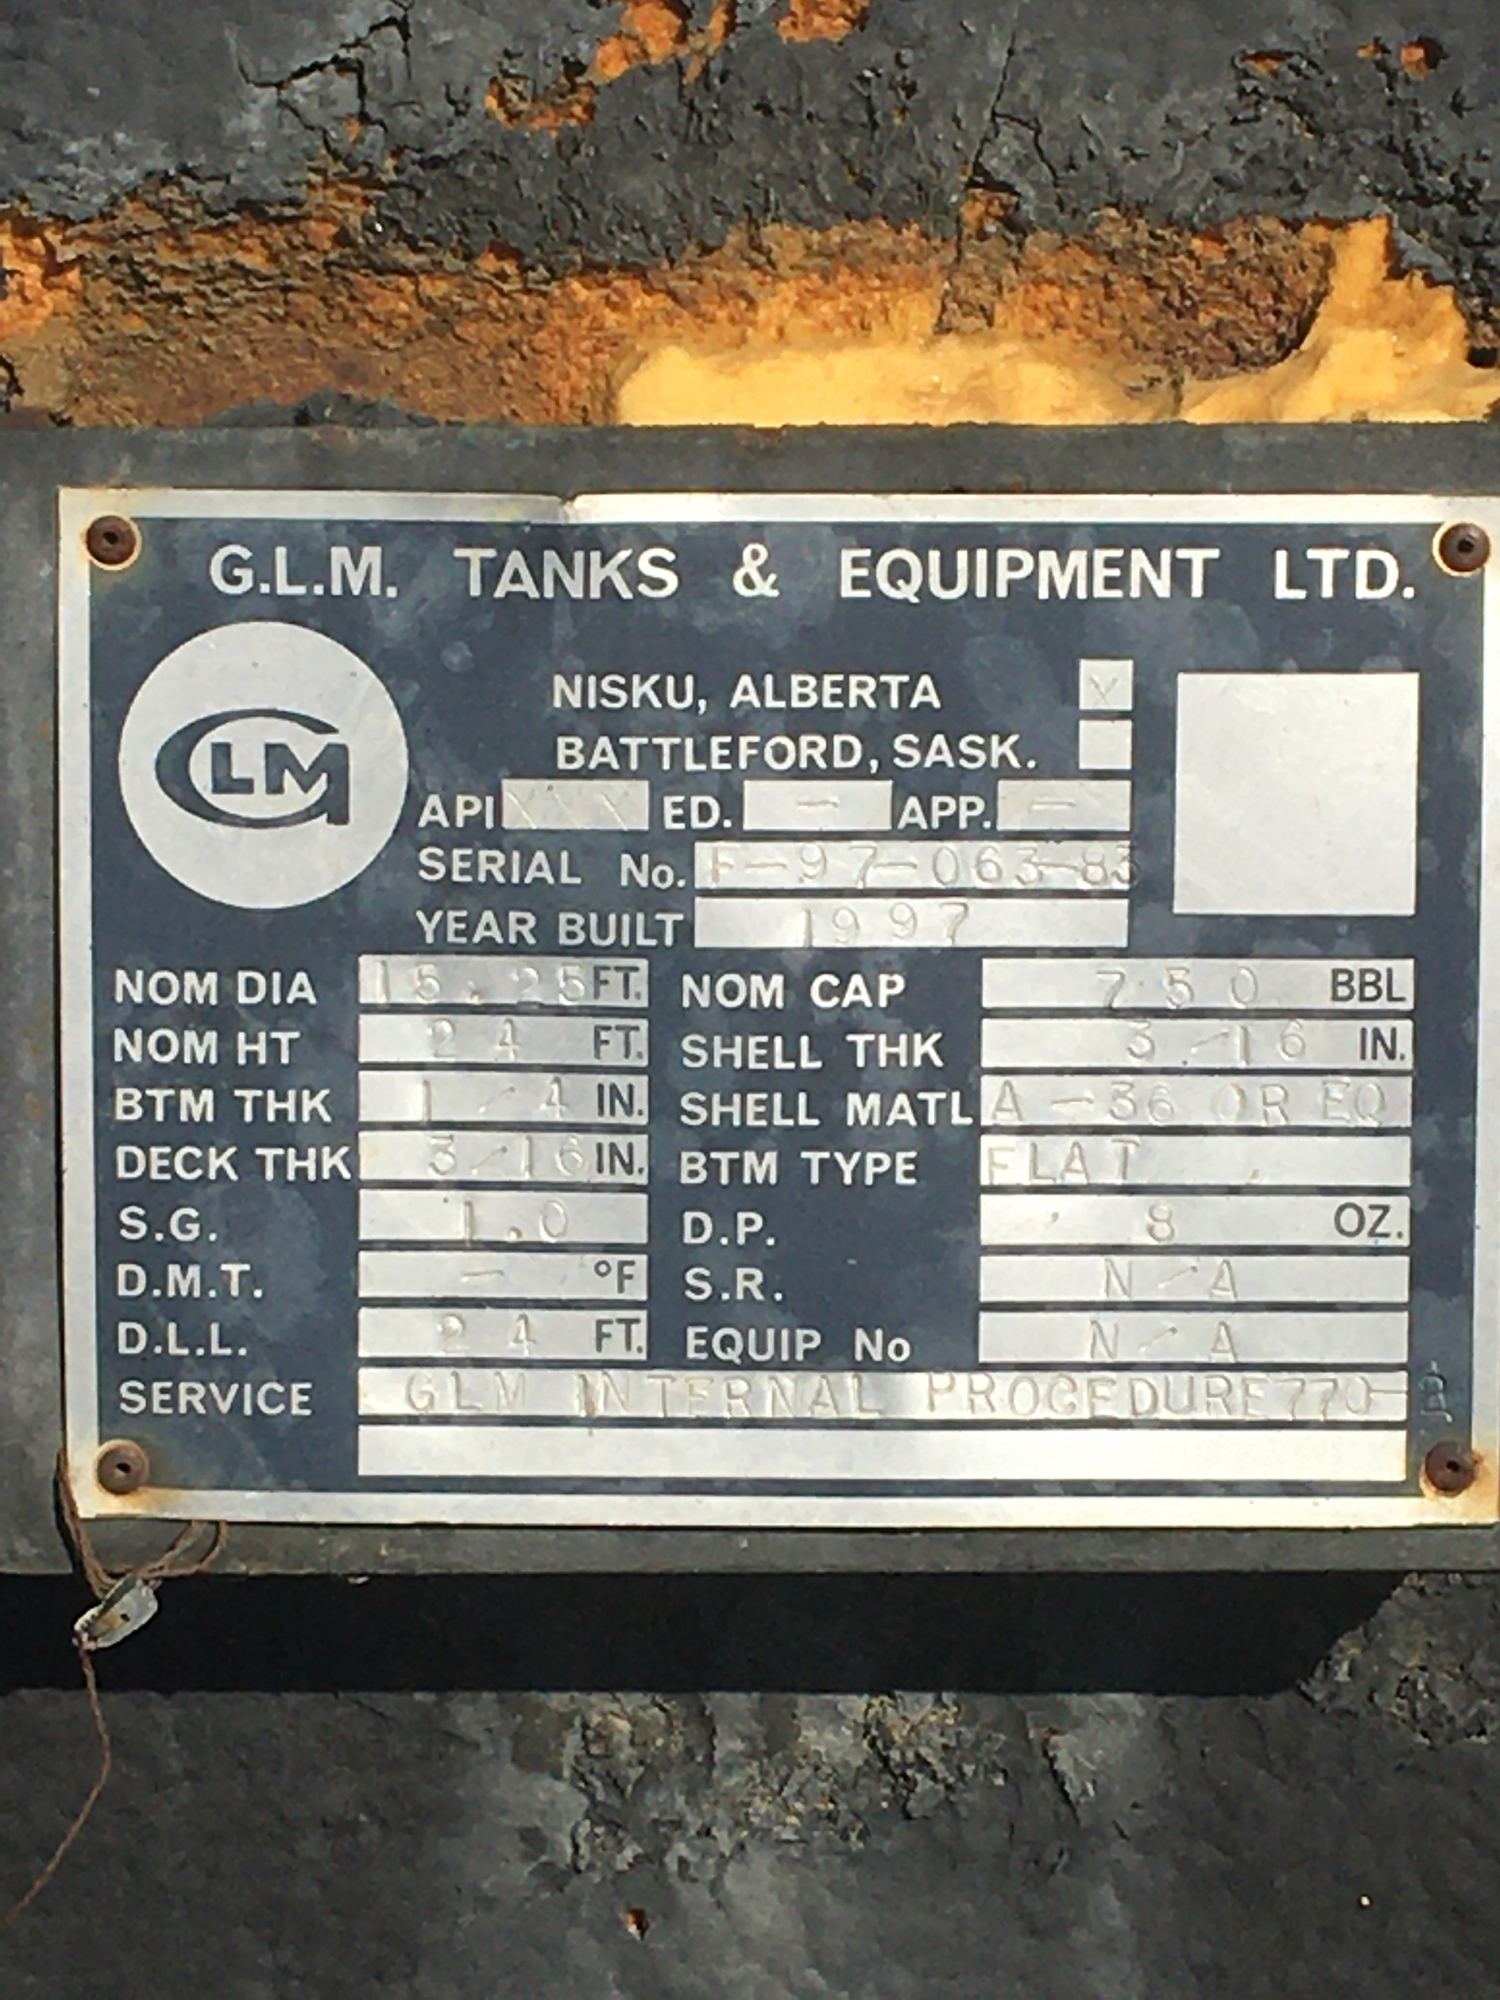 G.L.M. TANKS & EQUIPMENT LTD.
GLM
NISKU, ALBERTA X
BATTLEFORD, SASK.
API XXX ED. - APP. -
SERIAL No. F-97-063-83
YEAR BUILT 1997
NOM DIA 15.25 FT. NOM CAP 750 BBL
NOM HT 24 FT. SHELL THK 3/16 IN.
BTM THK 1/4 IN. SHELL MATL A-36 OR EQ
DECK THK 3/16 IN. BTM TYPE FLAT
S.G. 1.0 D.P. 8 OZ.
D.M.T. - °F S.R. N/A
D.L.L. 24 FT. EQUIP No N/A
SERVICE GLM INTERNAL PROCEDURE 770-